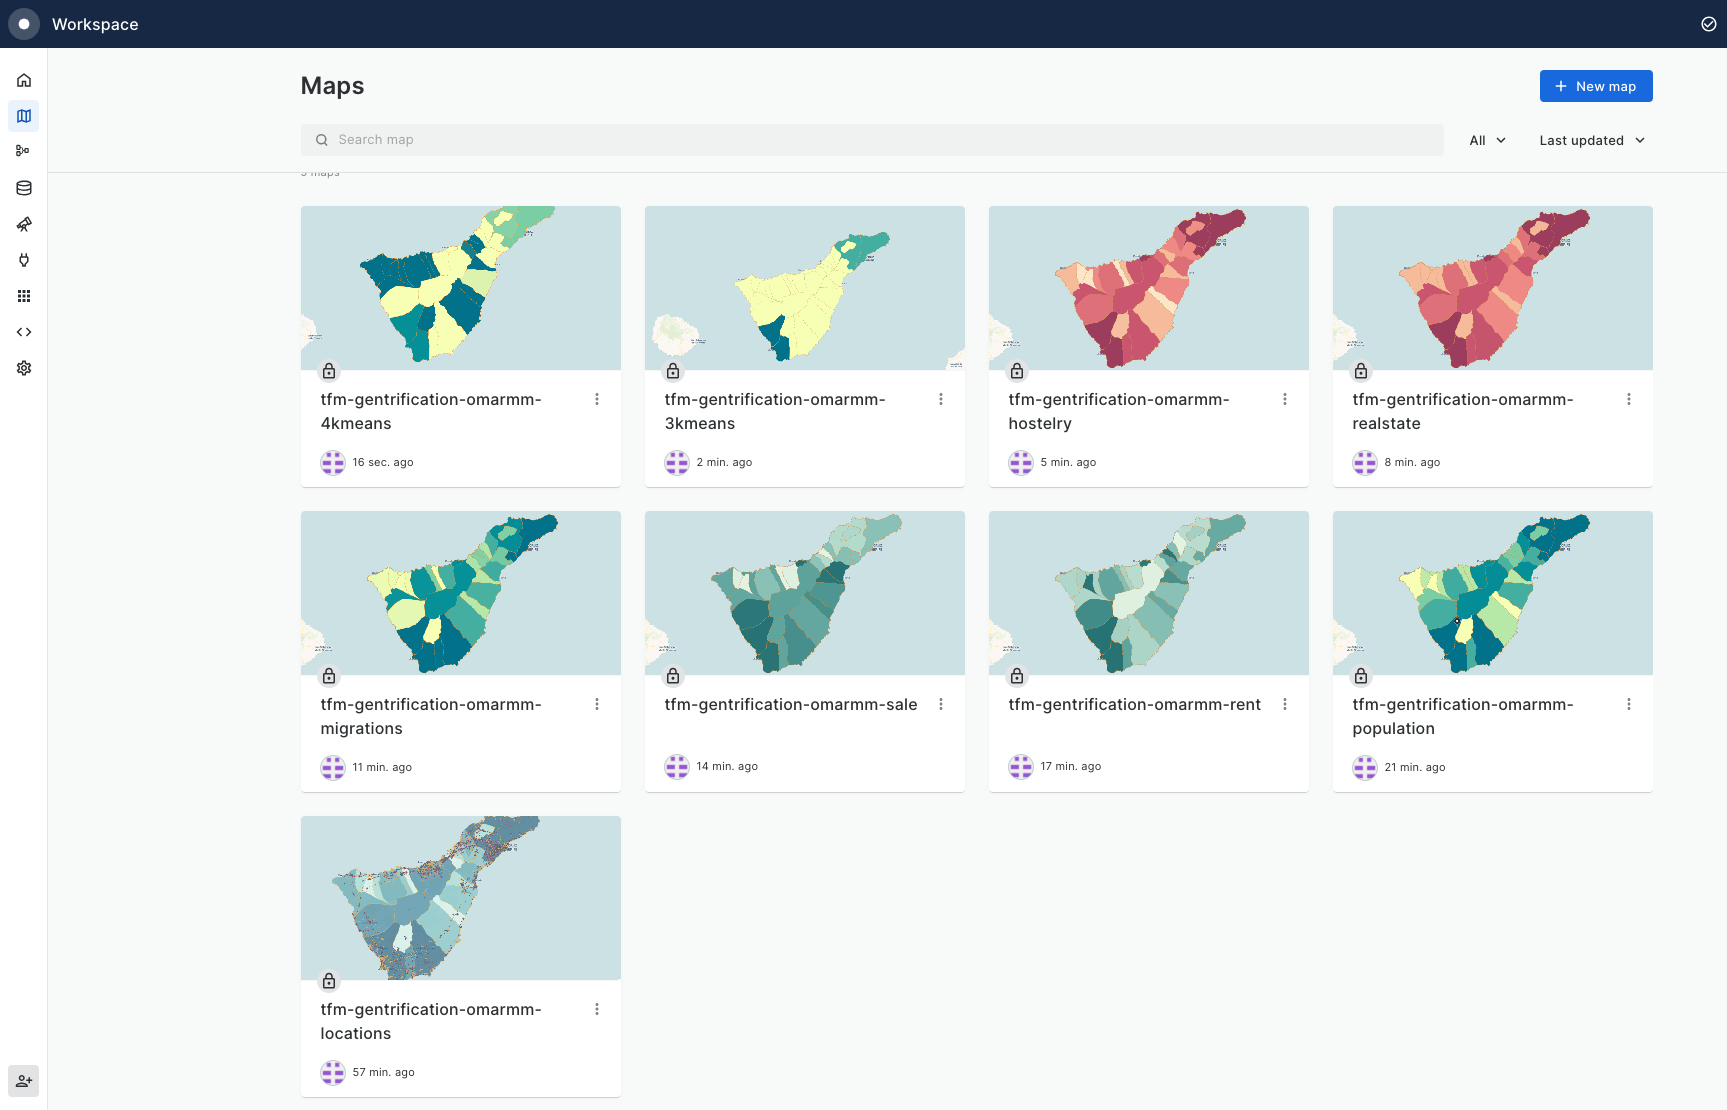 Workspace
Maps
New map
Search map
All
Last updated
9 maps
tfm-gentrification-omarmm-
4kmeans
16 sec. ago
tfm-gentrification-omarmm-
3kmeans
2 min. ago
tfm-gentrification-omarmm-
hostelry
5 min. ago
tfm-gentrification-omarmm-
realstate
8 min. ago
tfm-gentrification-omarmm-
migrations
11 min. ago
tfm-gentrification-omarmm-sale
14 min. ago
tfm-gentrification-omarmm-rent
17 min. ago
tfm-gentrification-omarmm-
population
21 min. ago
tfm-gentrification-omarmm-
locations
57 min. ago